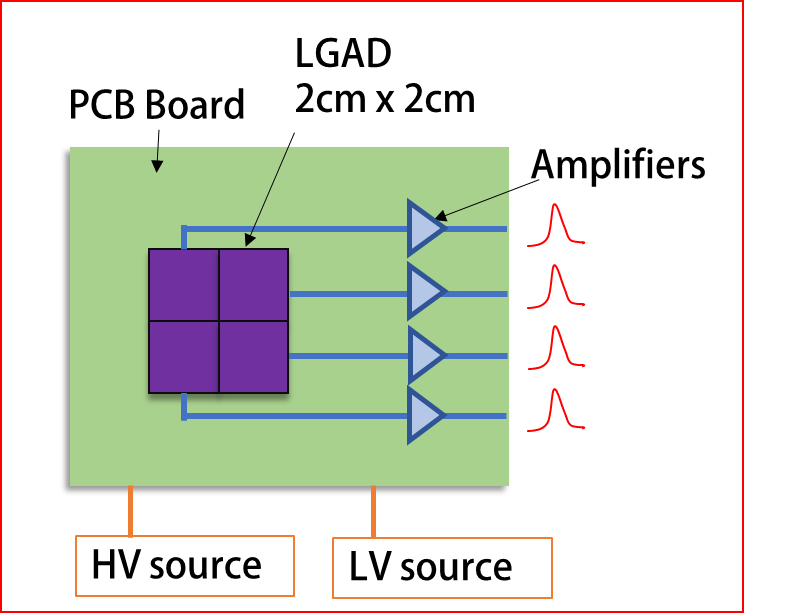 LGAD
2cm x 2cm
PCB Board
Amplifiers
HV source
LV source